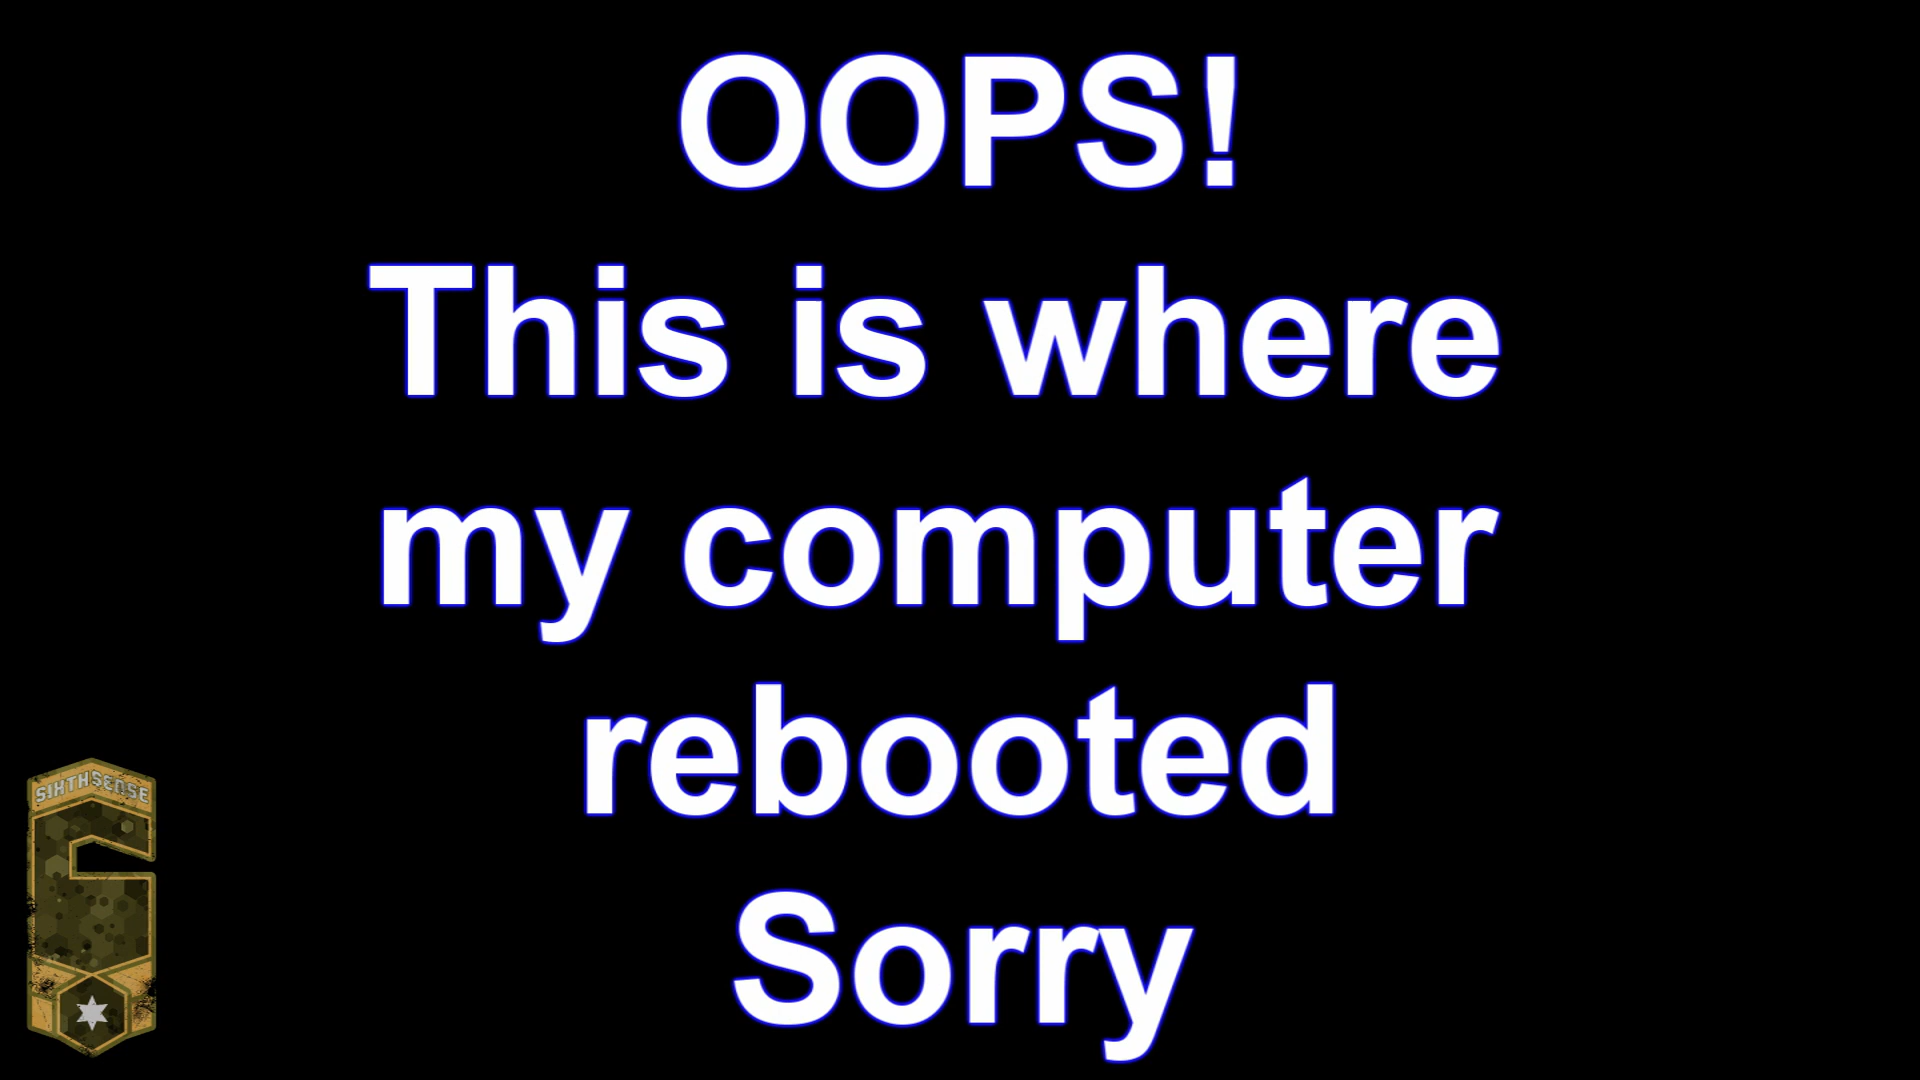 OOPS!
This is where
my computer
rebooted
Sorry
SIXTHSENSE